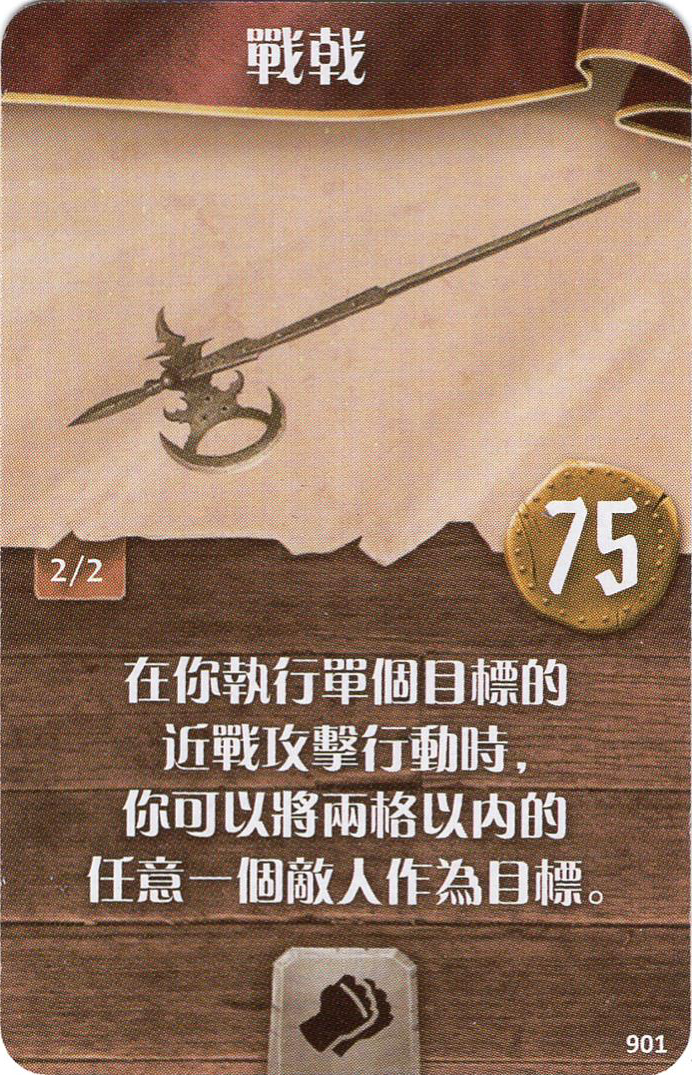 戰戟
75
2/2
在你執行單個目標的
近戰攻擊行動時，
你可以將兩格以內的
任意一個敵人作為目標。
901